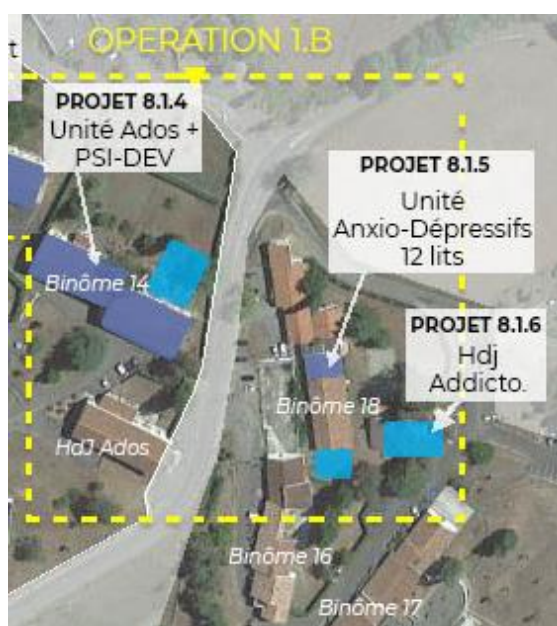 t
OPERATION 1.B
PROJET 8.1.4
Unité Ados +
PSI-DEV
PROJET 8.1.5
Unité
Anxio-Dépressifs
12 lits
Binôme 14
PROJET 8.1.6
Hdj
Addicto.
Binôme 18
HdJ Ados
Binôme 16
Binôme 17